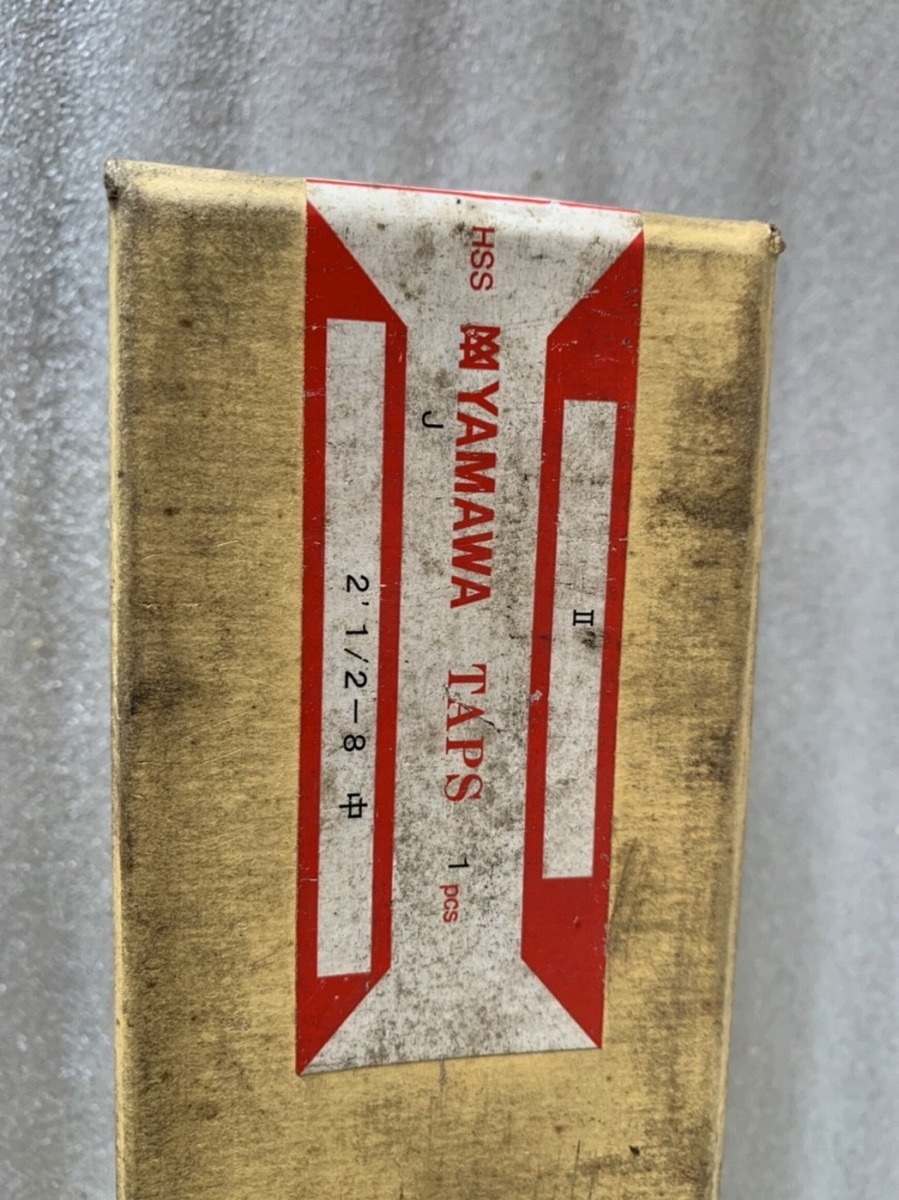 II
HSS YAMAWA TAPS 1 pcs
J
2' 1/2-8 中